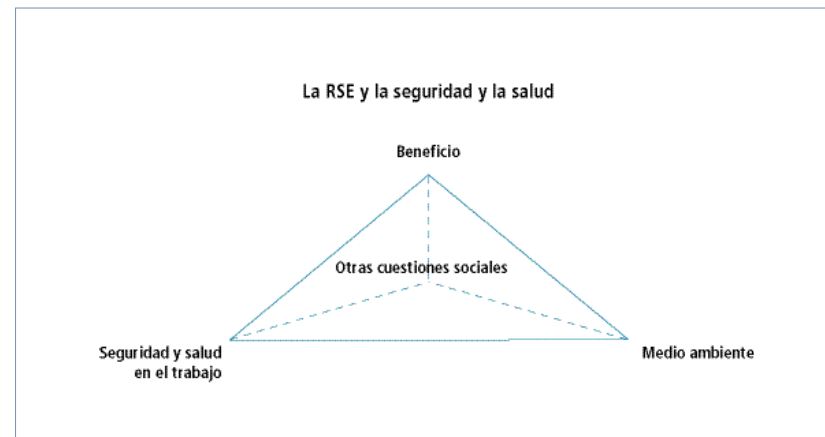 La RSE y la seguridad y la salud
Beneficio
Otras cuestiones sociales
Seguridad y salud
en el trabajo
Medio ambiente